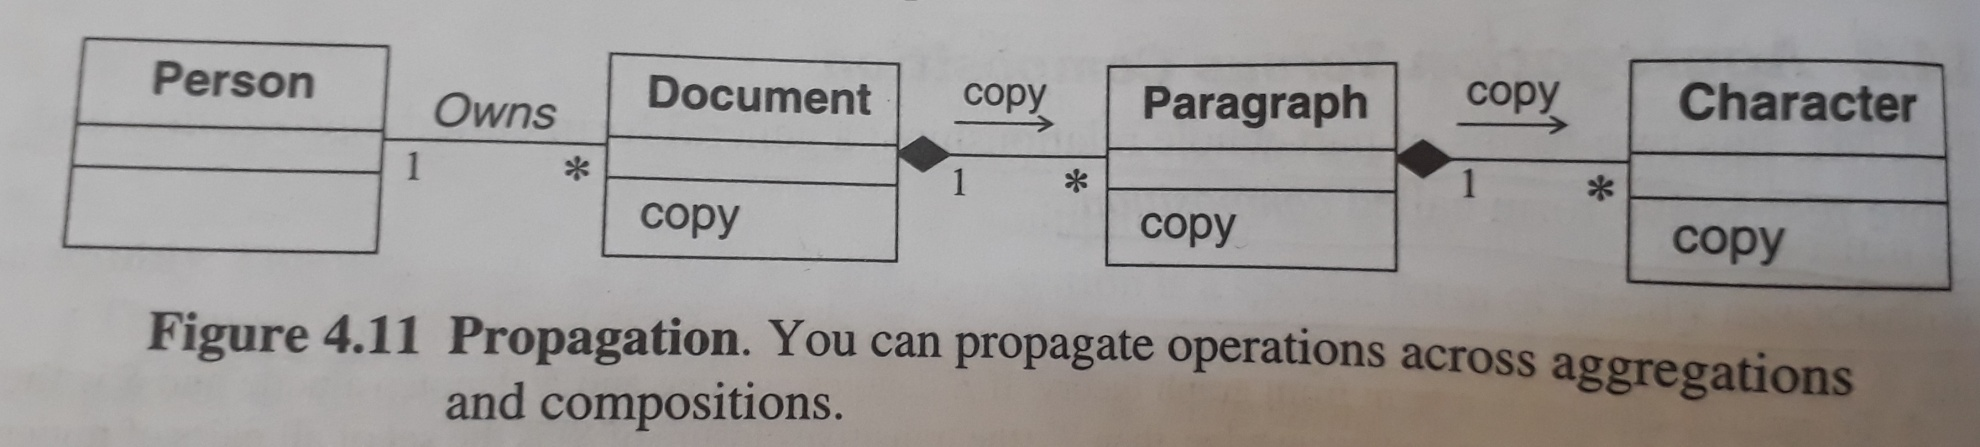 Person
Owns
1
*
Document
copy
copy
1
*
Paragraph
copy
copy
1
*
Character
copy
Figure 4.11 Propagation. You can propagate operations across aggregations
and compositions.